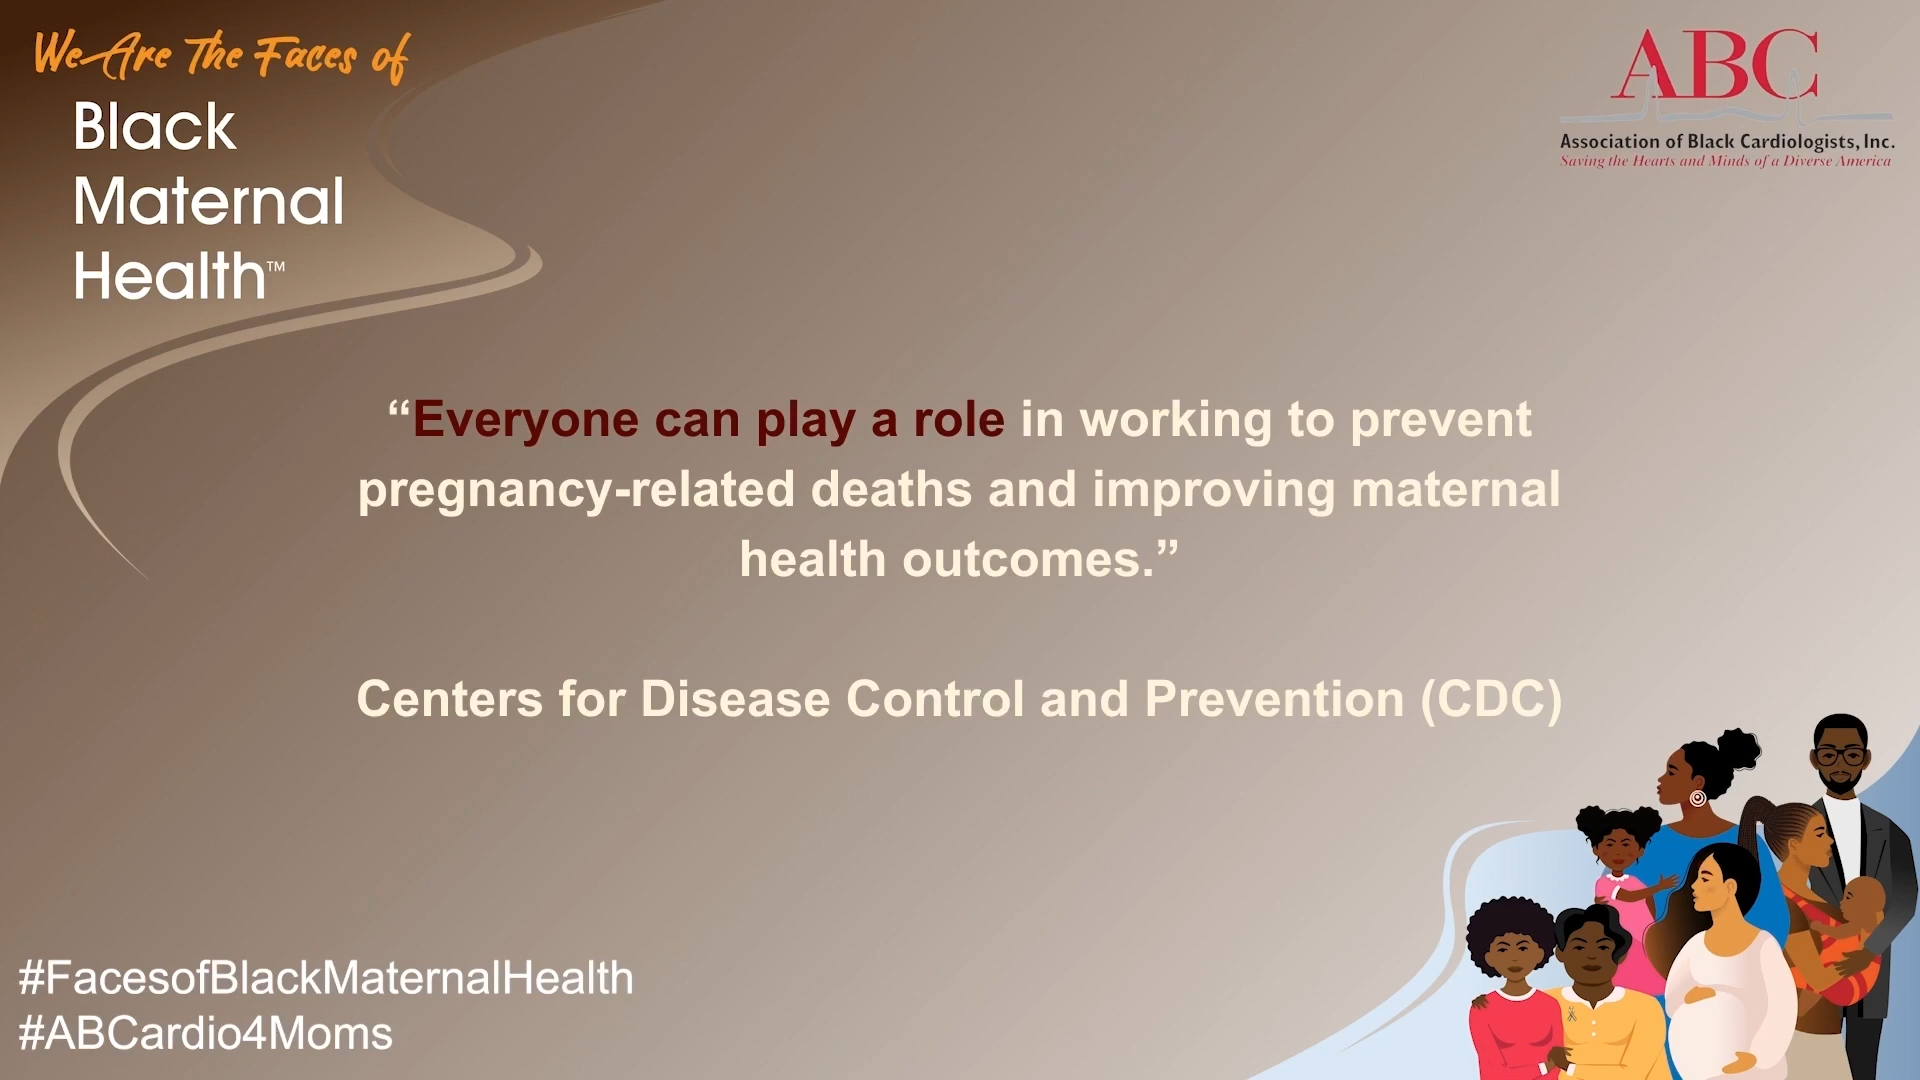 We Are The Faces of
Black
Maternal
Health™
ABC
Association of Black Cardiologists, Inc.
Saving the Hearts and Minds of a Diverse America
“Everyone can play a role in working to prevent
pregnancy-related deaths and improving maternal
health outcomes.”
Centers for Disease Control and Prevention (CDC)
#FacesofBlackMaternalHealth
#ABCardio4Moms